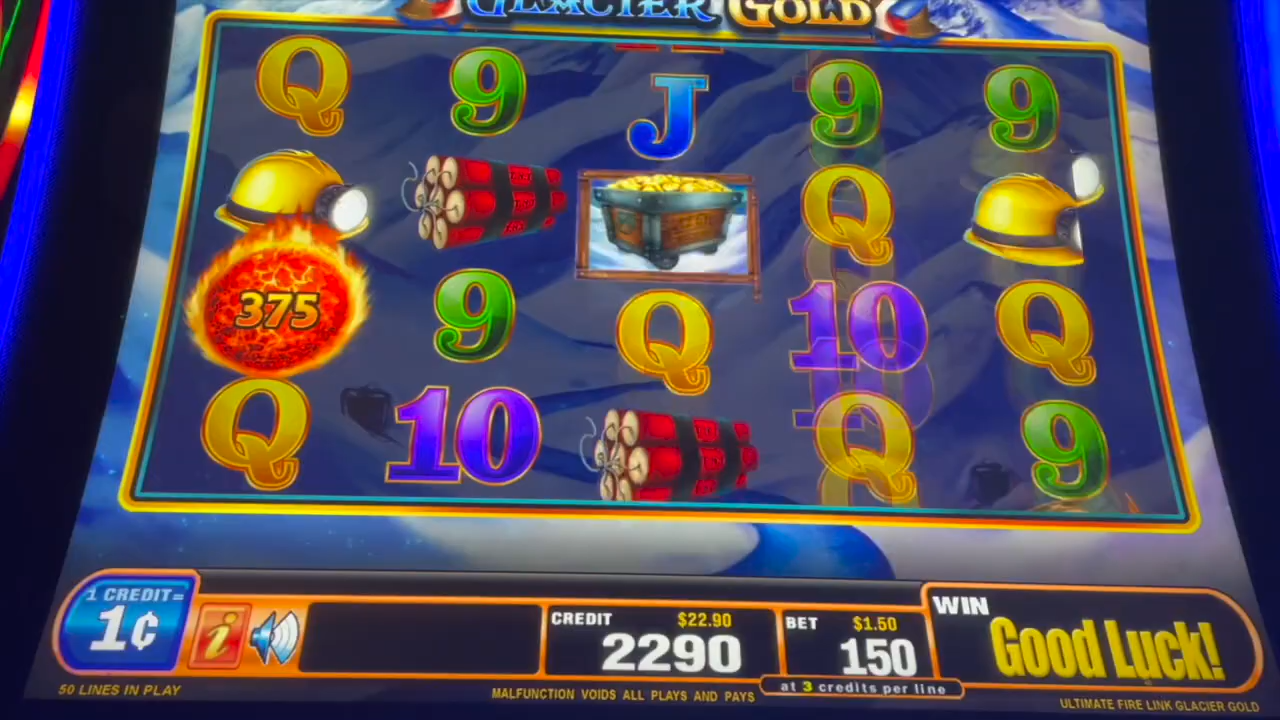 GLACIER GOLD
Q 9 J 9 9
Q
375 9 Q 10 Q
Q 10 Q 9
1 CREDIT=
1¢
i
CREDIT $22.90
2290
BET $1.50
150
at 3 credits per line
WIN
GOOD LUCK!
50 LINES IN PLAY
MALFUNCTION VOIDS ALL PLAYS AND PAYS
ULTIMATE FIRE LINK GLACIER GOLD